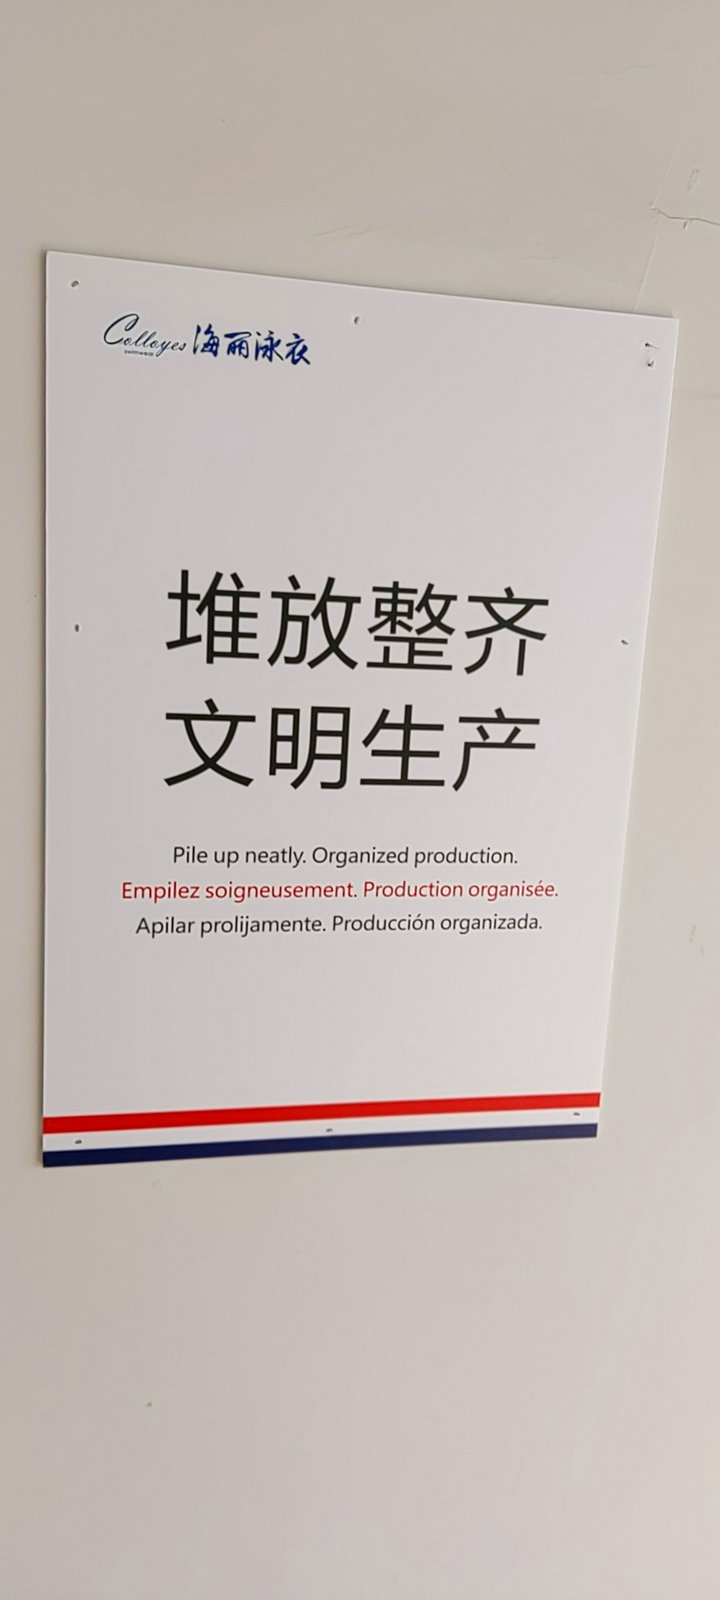 Colloyes 海丽泳衣
swimwear
堆放整齐
文明生产
Pile up neatly. Organized production.
Empilez soigneusement. Production organisée.
Apilar prolijamente. Producción organizada.